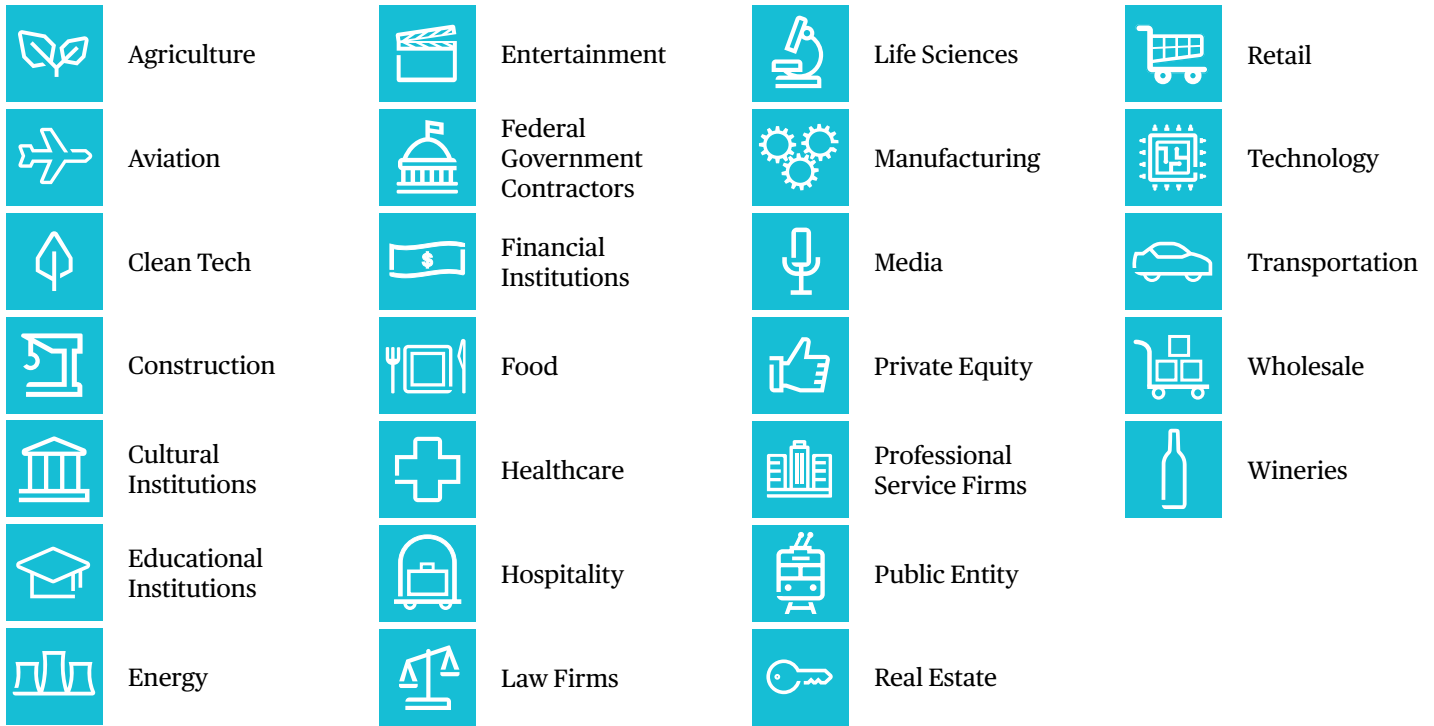 Agriculture
Aviation
Clean Tech
Construction
Cultural
Institutions
Educational
Institutions
Energy
Entertainment
Federal
Government
Contractors
$
Financial
Institutions
Food
Healthcare
Hospitality
Law Firms
Life Sciences
Manufacturing
Media
Private Equity
Professional
Service Firms
Public Entity
Real Estate
Retail
Technology
Transportation
Wholesale
Wineries